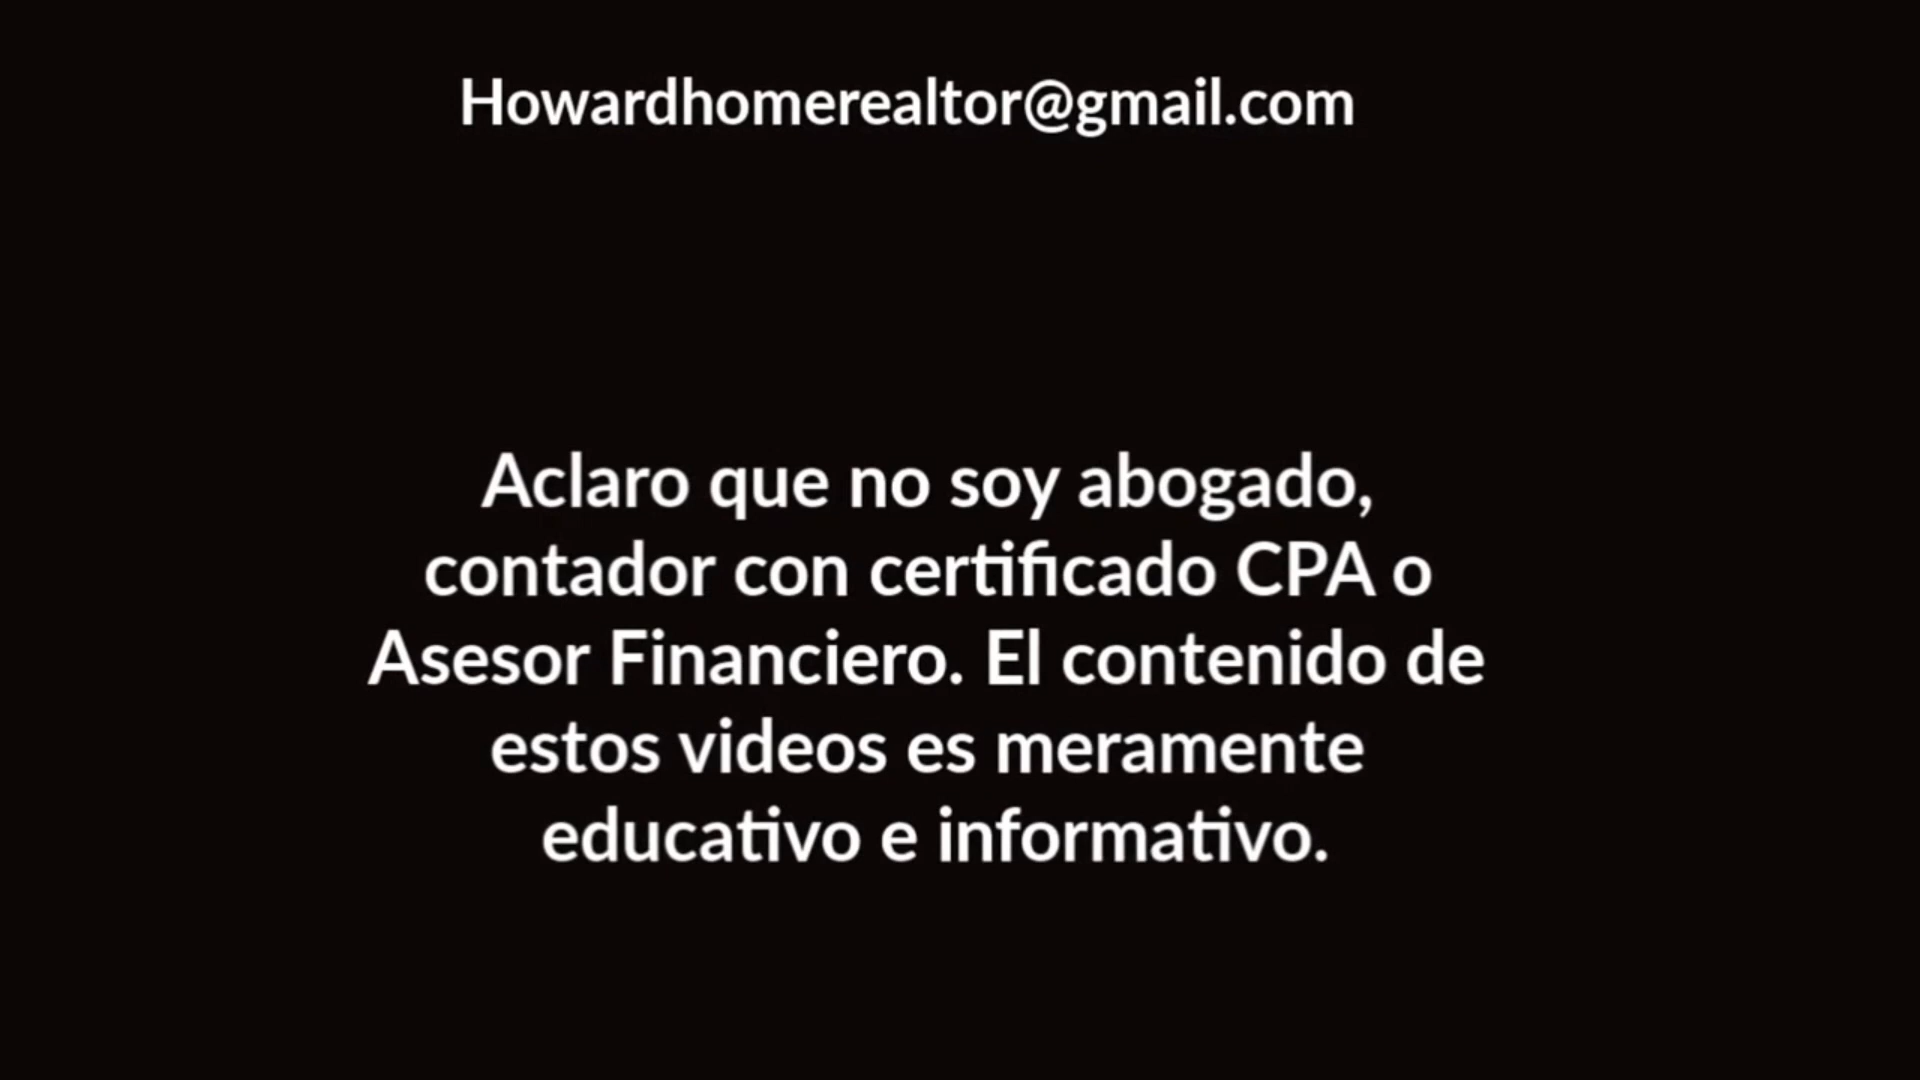 Howardhomerealtor@gmail.com
Aclaro que no soy abogado,
contador con certificado CPA o
Asesor Financiero. El contenido de
estos videos es meramente
educativo e informativo.